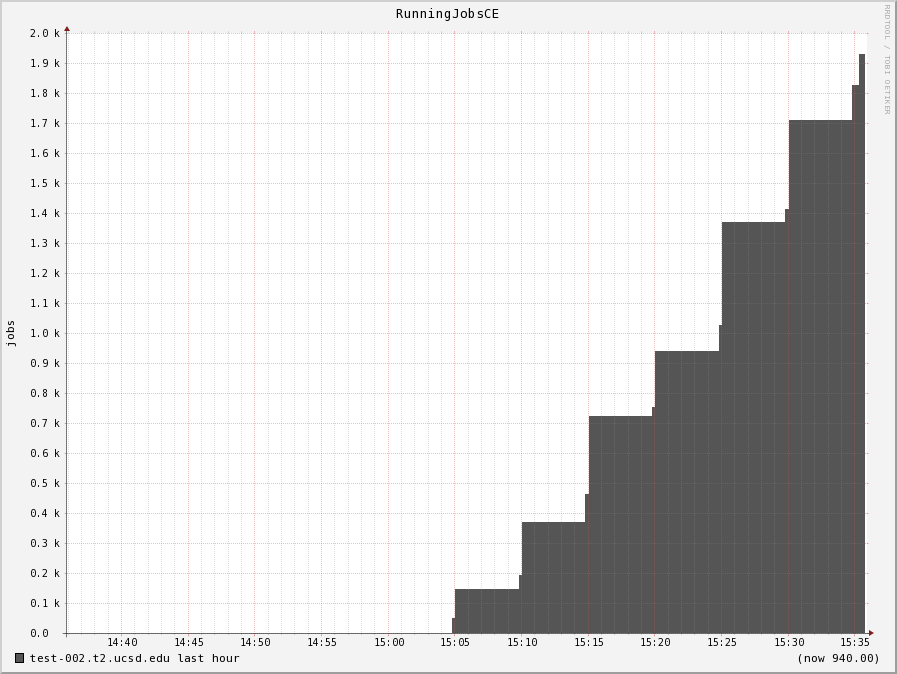 RunningJobsCE
RRDTOOL / TOBI OETIKER
jobs
2.0 k
1.9 k
1.8 k
1.7 k
1.6 k
1.5 k
1.4 k
1.3 k
1.2 k
1.1 k
1.0 k
0.9 k
0.8 k
0.7 k
0.6 k
0.5 k
0.4 k
0.3 k
0.2 k
0.1 k
0.0
14:40 14:45 14:50 14:55 15:00 15:05 15:10 15:15 15:20 15:25 15:30 15:35
test-002.t2.ucsd.edu last hour (now 940.00)